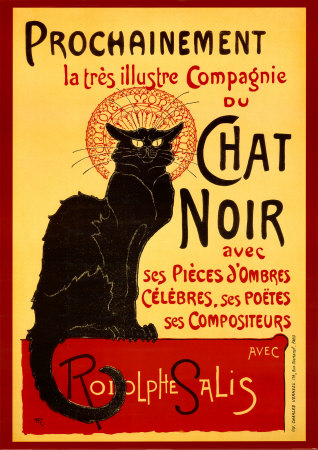 PROCHAINEMENT
la très illustre Compagnie
DU
CHAT
NOIR
avec
ses PIÈCES d'OMBRES
CÉLÈBRES, ses POËTES
ses COMPOSITEURS
AVEC
RODOLPHE SALIS